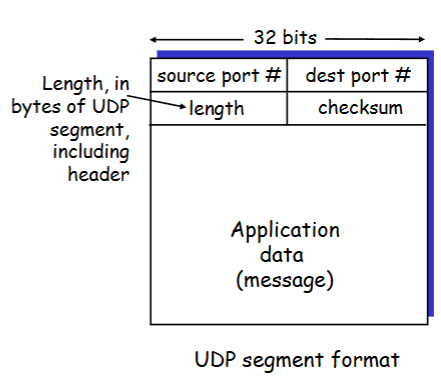 32 bits
source port #
dest port #
Length, in
bytes of UDP
segment,
including
header
length
checksum
Application
data
(message)
UDP segment format